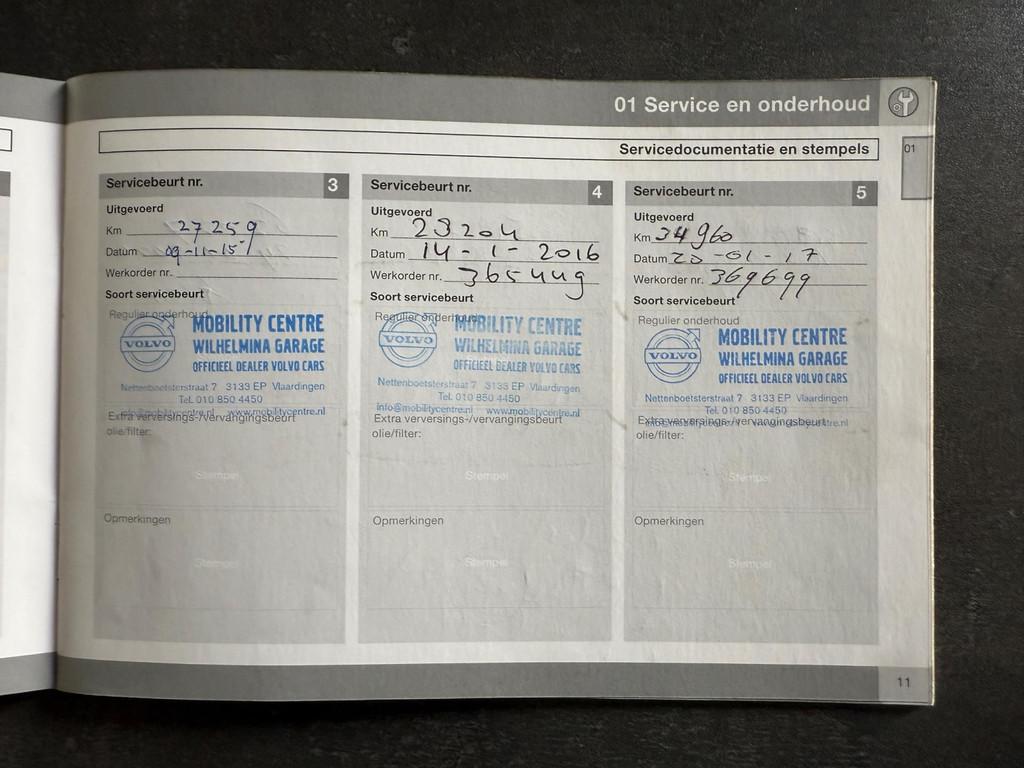 01 Service en onderhoud
Servicedocumentatie en stempels
01
Servicebeurt nr. 3
Uitgevoerd
Km 27259
Datum 09-11-15
Werkorder nr.
Soort servicebeurt
Regulier onderhoud
VOLVO
MOBILITY CENTRE
WILHELMINA GARAGE
OFFICIEEL DEALER VOLVO CARS
Nettenboetsterstraat 7 3133 EP Vlaardingen
Tel. 010 850 4450
info@mobilitycentre.nl www.mobilitycentre.nl
Extra verversings-/vervangingsbeurt
olie/filter:
Stempel
Opmerkingen
Stempel
Servicebeurt nr. 4
Uitgevoerd
Km 23204
Datum 14-1-2016
Werkorder nr. 365449
Soort servicebeurt
Regulier onderhoud
VOLVO
MOBILITY CENTRE
WILHELMINA GARAGE
OFFICIEEL DEALER VOLVO CARS
Nettenboetsterstraat 7 3133 EP Vlaardingen
Tel. 010 850 4450
info@mobilitycentre.nl www.mobilitycentre.nl
Extra verversings-/vervangingsbeurt
olie/filter:
Stempel
Opmerkingen
Stempel
Servicebeurt nr. 5
Uitgevoerd
Km 34960
Datum 20-01-17
Werkorder nr. 369699
Soort servicebeurt
Regulier onderhoud
VOLVO
MOBILITY CENTRE
WILHELMINA GARAGE
OFFICIEEL DEALER VOLVO CARS
Nettenboetsterstraat 7 3133 EP Vlaardingen
Tel. 010 850 4450
info@mobilitycentre.nl www.mobilitycentre.nl
Extra verversings-/vervangingsbeurt
olie/filter:
Stempel
Opmerkingen
Stempel
11